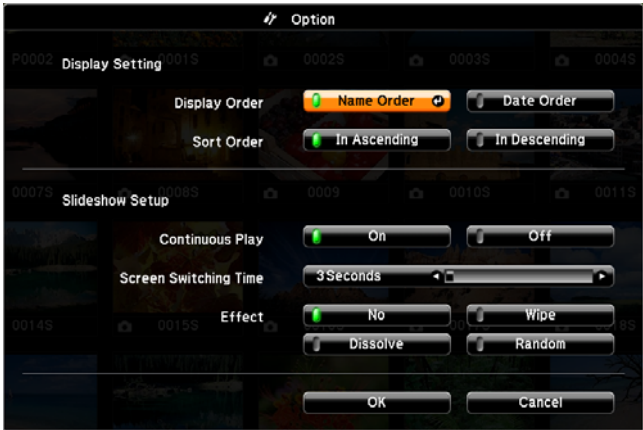 Option
P0002 0001S 0002S 0003S 0004S
Display Setting
Display Order Name Order Date Order
Sort Order In Ascending In Descending
0007S 0008S 0009 0010S 0011S
Slideshow Setup
Continuous Play On Off
Screen Switching Time 3Seconds
Effect No Wipe
0014S 0015S
Dissolve Random
OK Cancel